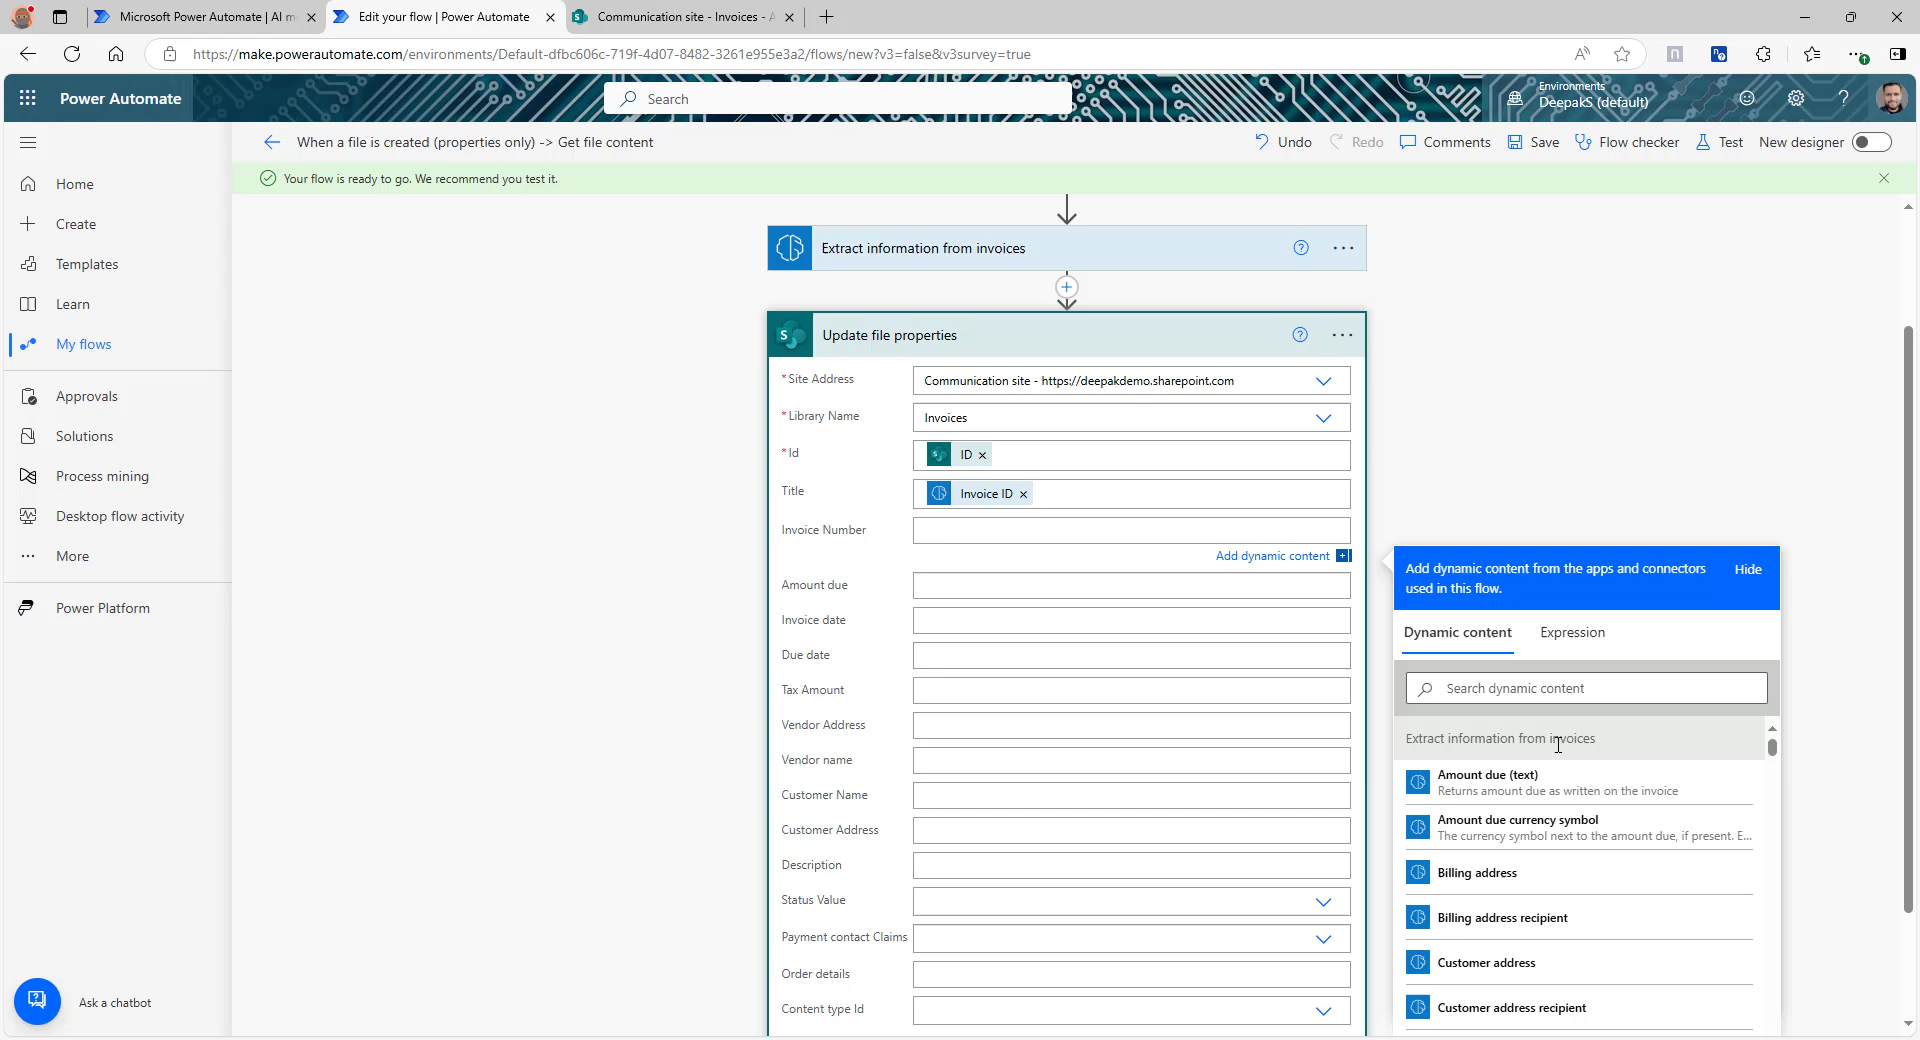 Microsoft Power Automate | AI m
Edit your flow | Power Automate
Communication site - Invoices - A
https://make.powerautomate.com/environments/Default-dfbc606c-719f-4d07-8482-3261e955e3a2/flows/new?v3=false&v3survey=true
Power Automate
Search
Environments
DeepakS (default)
When a file is created (properties only) -> Get file content
Undo
Redo
Comments
Save
Flow checker
Test
New designer
Your flow is ready to go. We recommend you test it.
Home
Create
Templates
Learn
My flows
Approvals
Solutions
Process mining
Desktop flow activity
More
Power Platform
Ask a chatbot
Extract information from invoices
Update file properties
* Site Address
Communication site - https://deepakdemo.sharepoint.com
* Library Name
Invoices
* Id
ID
Title
Invoice ID
Invoice Number
Add dynamic content
Amount due
Invoice date
Due date
Tax Amount
Vendor Address
Vendor name
Customer Name
Customer Address
Description
Status Value
Payment contact Claims
Order details
Content type Id
Add dynamic content from the apps and connectors
used in this flow.
Hide
Dynamic content
Expression
Search dynamic content
Extract information from invoices
Amount due (text)
Returns amount due as written on the invoice
Amount due currency symbol
The currency symbol next to the amount due, if present. E...
Billing address
Billing address recipient
Customer address
Customer address recipient